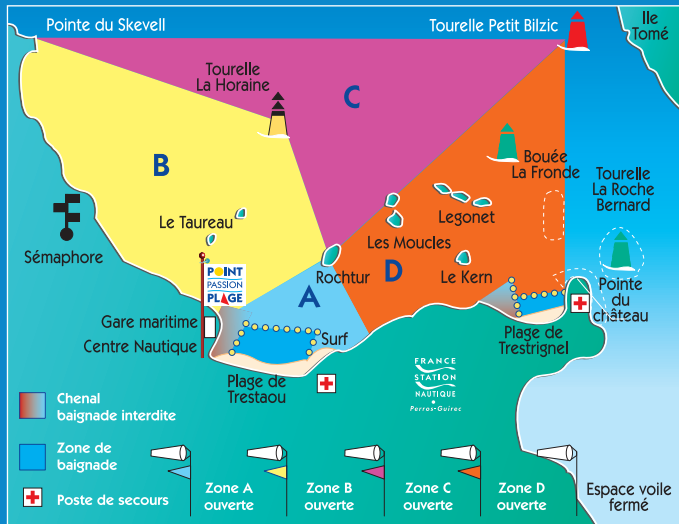 Pointe du Skevell
Tourelle Petit Bilzic
Ile
Tomé
Tourelle
La Horaine
C
B
Bouée
La Fronde
Tourelle
La Roche
Bernard
Sémaphore
Le Taureau
Legonet
Les Moucles
POINT
PASSION
PLAGE
Rochtur
D
Le Kern
A
Pointe
du
château
Gare maritime
Centre Nautique
Surf
Plage de
Trestrignel
Plage de
Trestaou
FRANCE
STATION
NAUTIQUE
Perros-Guirec
Chenal
baignade interdite
Zone de
baignade
Poste de secours
Zone A
ouverte
Zone B
ouverte
Zone C
ouverte
Zone D
ouverte
Espace voile
fermé